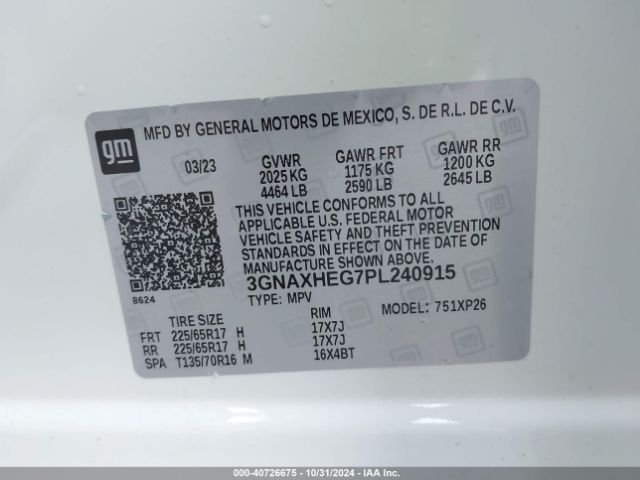 gm
MFD BY GENERAL MOTORS DE MEXICO, S. DE R.L. DE C.V.
03/23 GVWR GAWR FRT GAWR RR
2025 KG 1175 KG 1200 KG
4464 LB 2590 LB 2645 LB
THIS VEHICLE CONFORMS TO ALL
APPLICABLE U.S. FEDERAL MOTOR
VEHICLE SAFETY AND THEFT PREVENTION
STANDARDS IN EFFECT ON THE DATE OF
MANUFACTURE SHOWN ABOVE.
8624 3GNAXHEG7PL240915
TYPE: MPV MODEL: 751XP26
TIRE SIZE RIM
FRT 225/65R17 H 17X7J
RR 225/65R17 H 17X7J
SPA T135/70R16 M 16X4BT
000-40726675 - 10/31/2024 - IAA Inc.